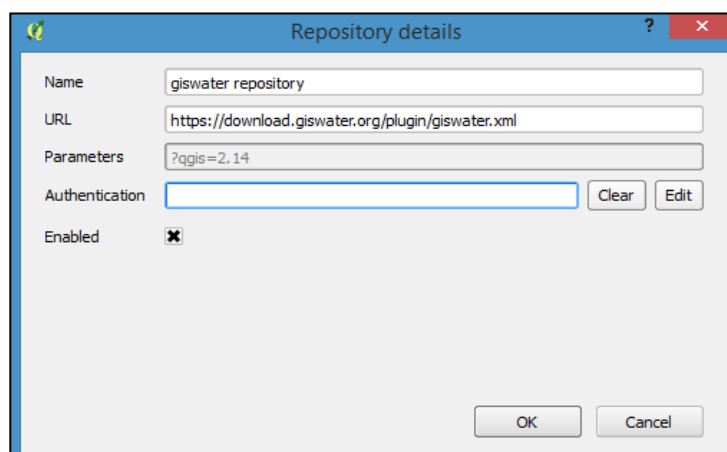 Repository details ?
Name giswater repository
URL https://download.giswater.org/plugin/giswater.xml
Parameters ?qgis=2.14
Authentication Clear Edit
Enabled
OK Cancel